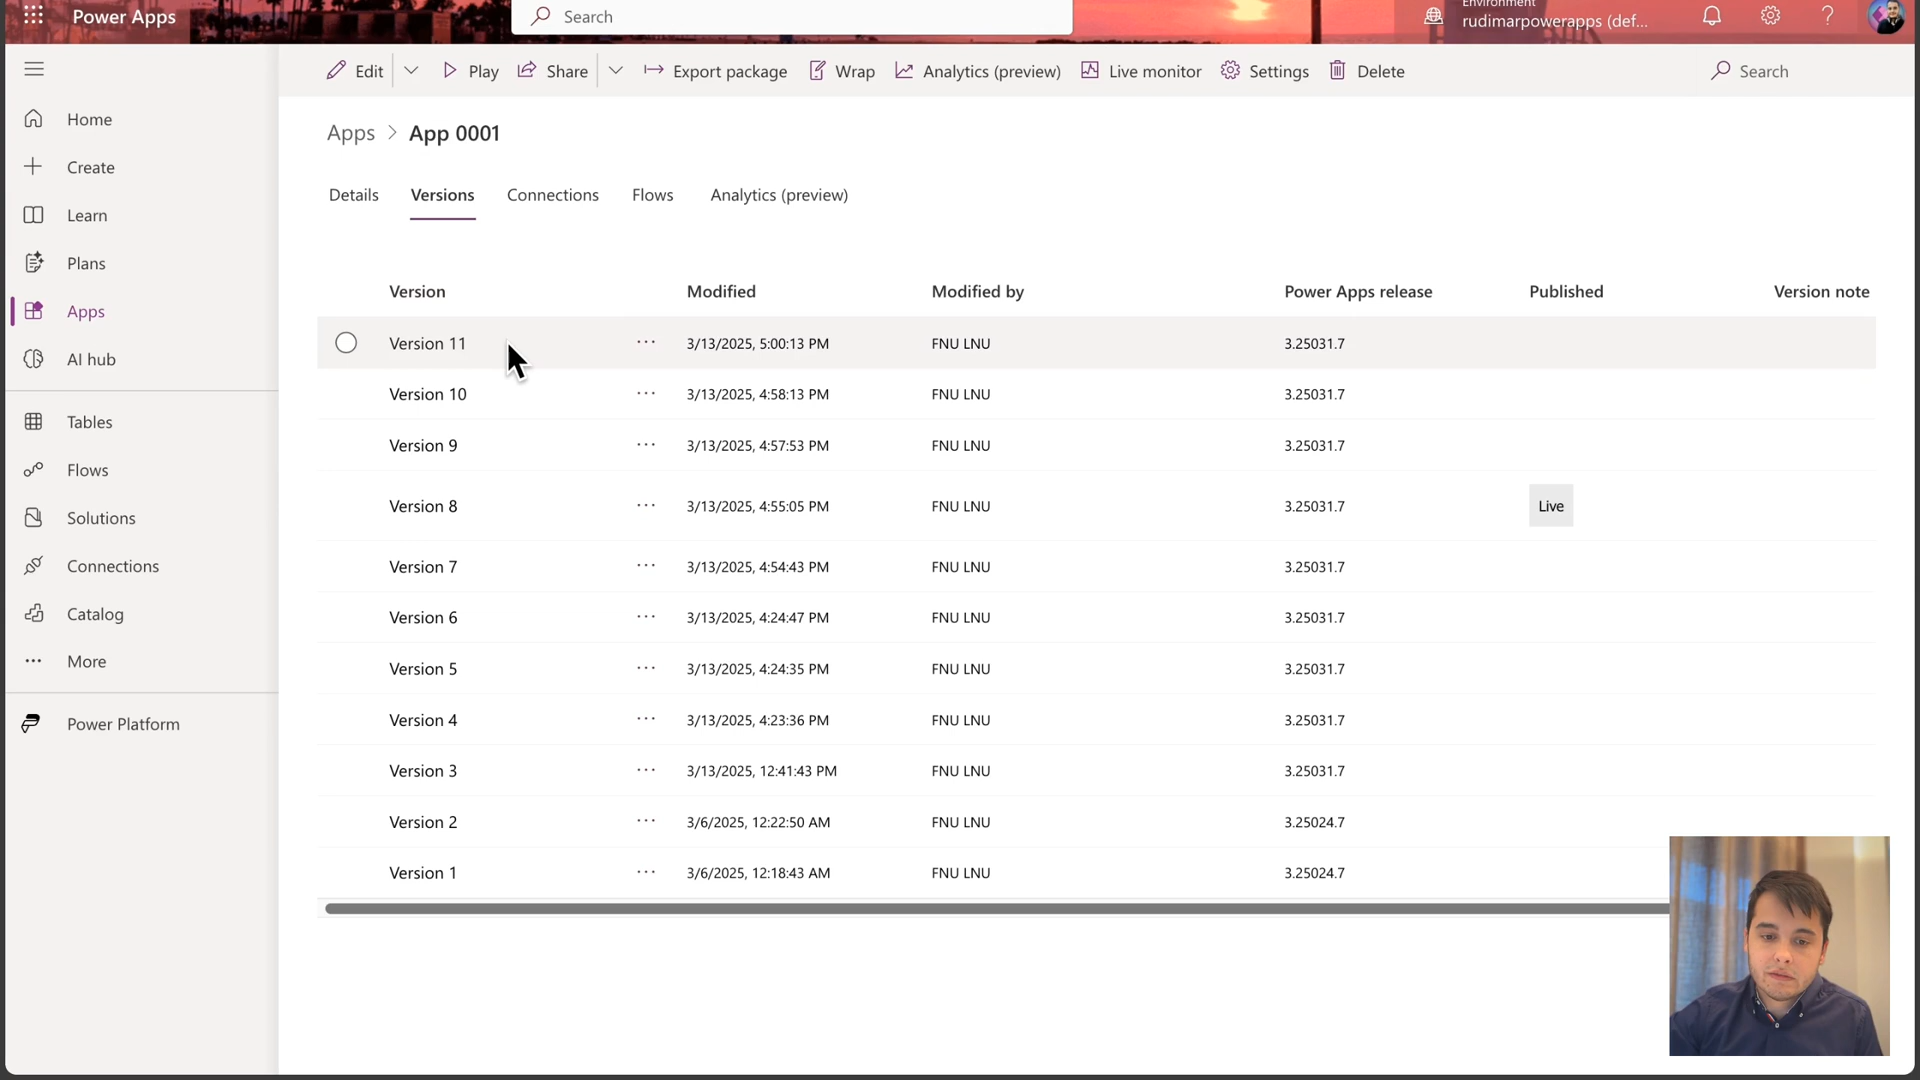 Power Apps
Search
Environment
rudimarpowerapps (def...
Edit
Play
Share
Export package
Wrap
Analytics (preview)
Live monitor
Settings
Delete
Search
Home
Create
Learn
Plans
Apps
AI hub
Tables
Flows
Solutions
Connections
Catalog
More
Power Platform
Apps > App 0001
Details Versions Connections Flows Analytics (preview)
Version Modified Modified by Power Apps release Published Version note
Version 11 ... 3/13/2025, 5:00:13 PM FNU LNU 3.25031.7
Version 10 ... 3/13/2025, 4:58:13 PM FNU LNU 3.25031.7
Version 9 ... 3/13/2025, 4:57:53 PM FNU LNU 3.25031.7
Version 8 ... 3/13/2025, 4:55:05 PM FNU LNU 3.25031.7 Live
Version 7 ... 3/13/2025, 4:54:43 PM FNU LNU 3.25031.7
Version 6 ... 3/13/2025, 4:24:47 PM FNU LNU 3.25031.7
Version 5 ... 3/13/2025, 4:24:35 PM FNU LNU 3.25031.7
Version 4 ... 3/13/2025, 4:23:36 PM FNU LNU 3.25031.7
Version 3 ... 3/13/2025, 12:41:43 PM FNU LNU 3.25031.7
Version 2 ... 3/6/2025, 12:22:50 AM FNU LNU 3.25024.7
Version 1 ... 3/6/2025, 12:18:43 AM FNU LNU 3.25024.7